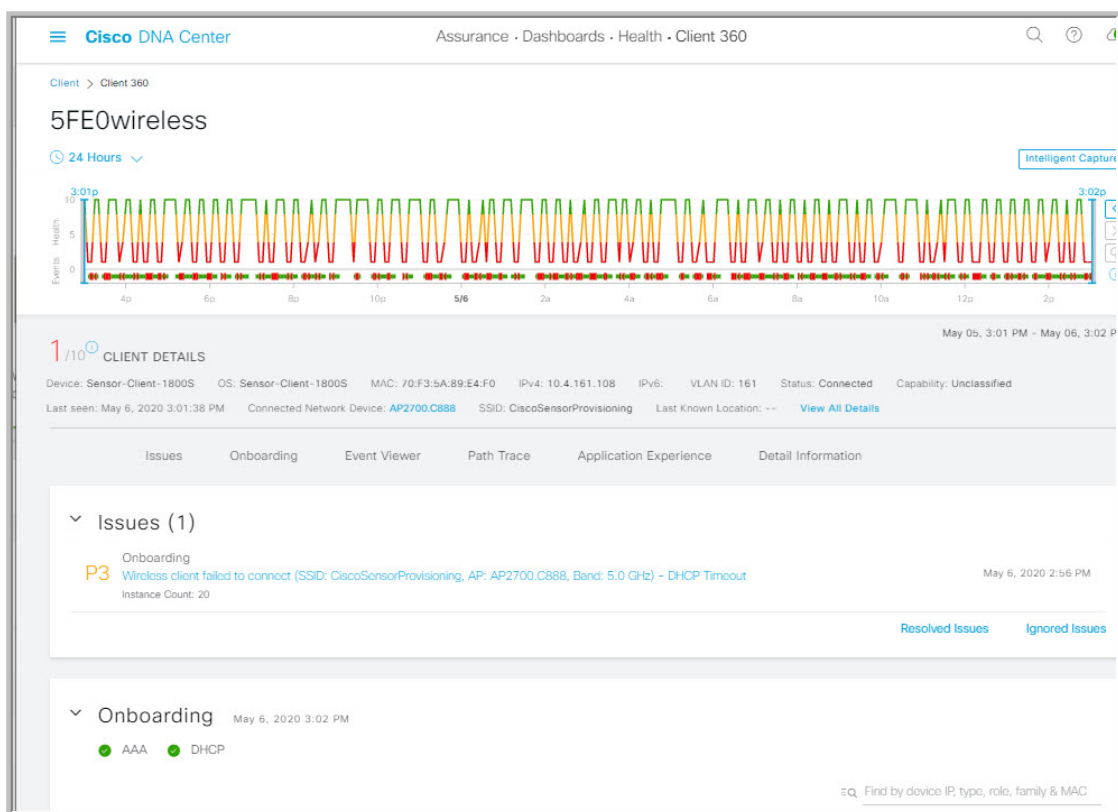 Cisco DNA Center
Assurance · Dashboards · Health · Client 360
Client > Client 360
5FE0wireless
24 Hours
Intelligent Capture
3:01p
3:02p
10
5
0
Health
Events
4p
6p
8p
10p
5/6
2a
4a
6a
8a
10a
12p
2p
May 05, 3:01 PM - May 06, 3:02 P
1/10 CLIENT DETAILS
Device: Sensor-Client-1800S OS: Sensor-Client-1800S MAC: 70:F3:5A:89:E4:F0 IPv4: 10.4.161.108 IPv6: VLAN ID: 161 Status: Connected Capability: Unclassified
Last seen: May 6, 2020 3:01:38 PM Connected Network Device: AP2700.C888 SSID: CiscoSensorProvisioning Last Known Location: -- View All Details
Issues Onboarding Event Viewer Path Trace Application Experience Detail Information
Issues (1)
Onboarding
P3 Wireless client failed to connect (SSID: CiscoSensorProvisioning, AP: AP2700.C888, Band: 5.0 GHz) - DHCP Timeout
May 6, 2020 2:56 PM
Instance Count: 20
Resolved Issues Ignored Issues
Onboarding May 6, 2020 3:02 PM
AAA DHCP
Find by device IP, type, role, family & MAC